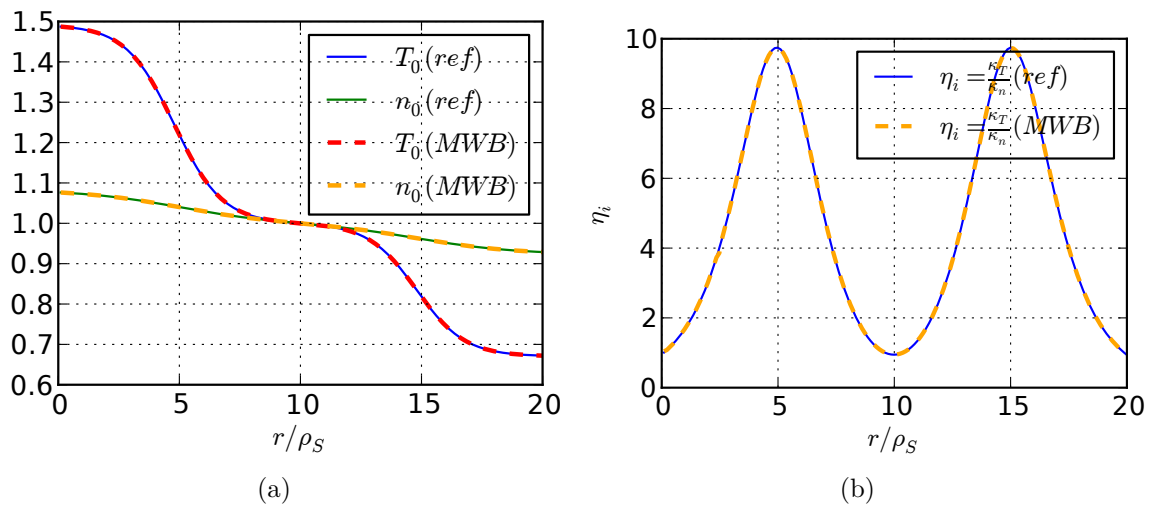 1.5
1.4
1.3
1.2
1.1
1.0
0.9
0.8
0.7
0.6
0 5 10 15 20
r/ρ_S
T_0(ref)
n_0(ref)
T_0(MWB)
n_0(MWB)
(a)
10
8
6
4
2
0
η_i
0 5 10 15 20
r/ρ_S
η_i = κ_T/κ_n (ref)
η_i = κ_T/κ_n (MWB)
(b)